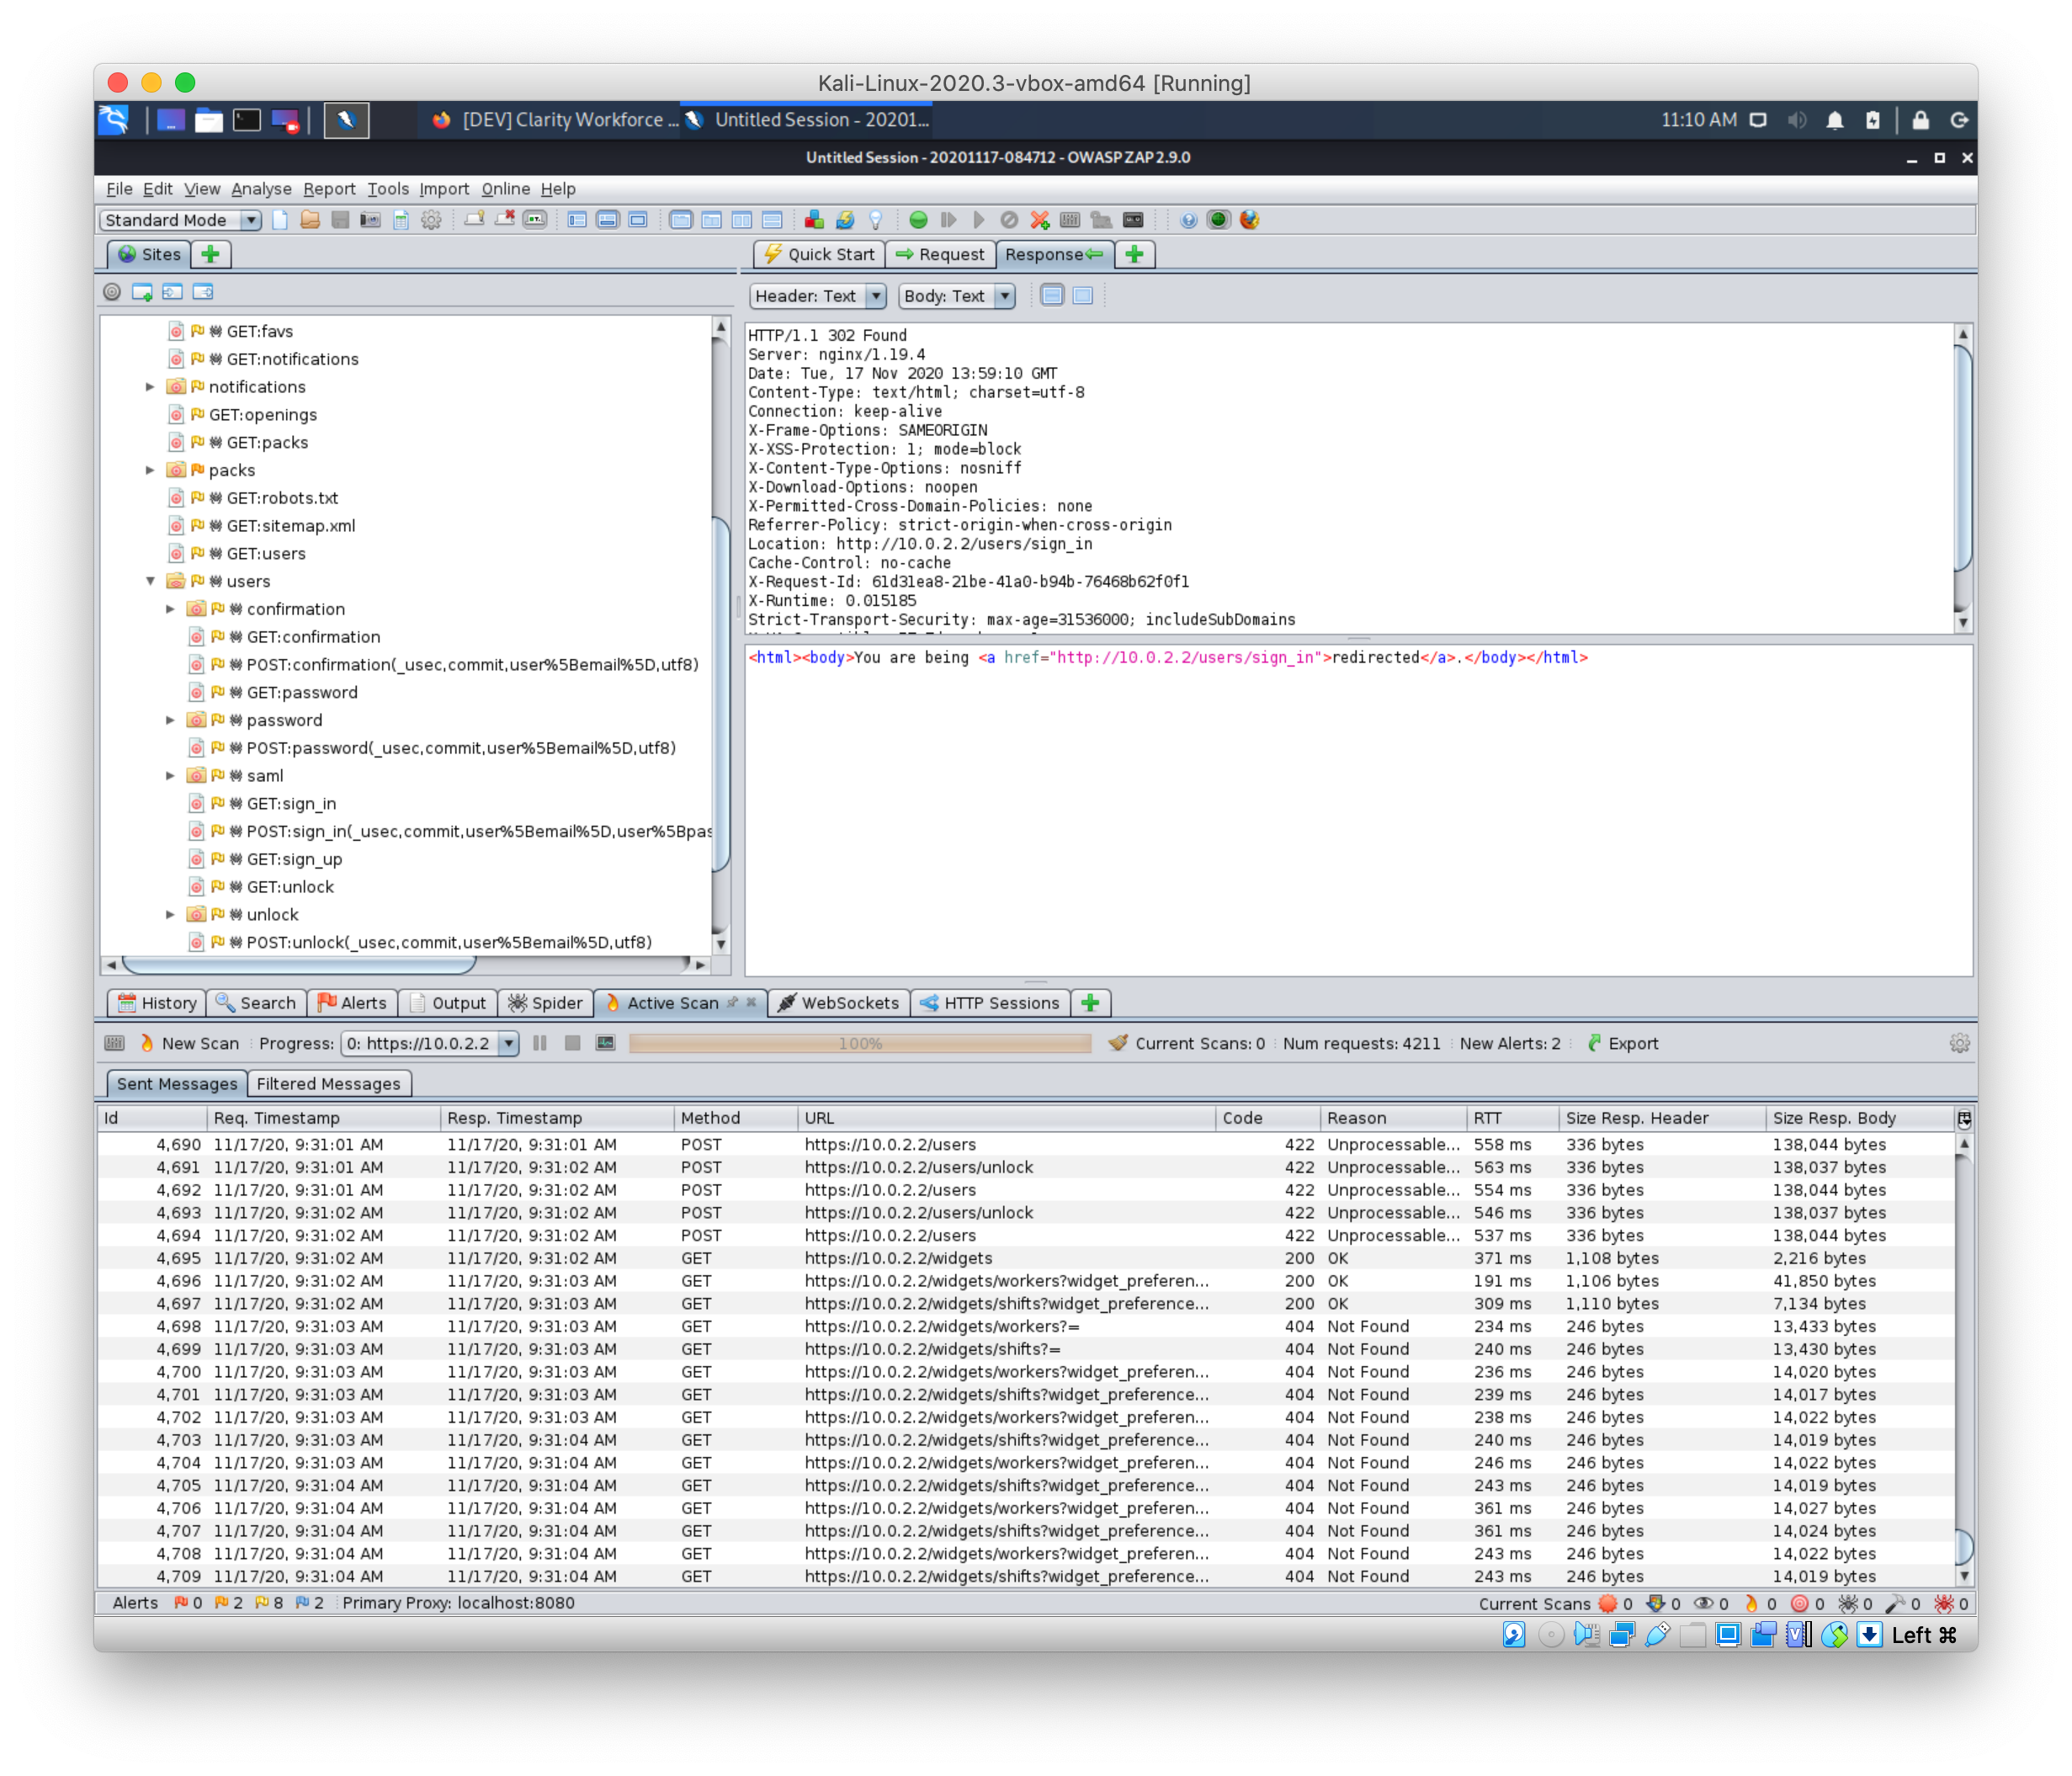 Kali-Linux-2020.3-vbox-amd64 [Running]
[DEV] Clarity Workforce ... Untitled Session - 20201... 11:10 AM
Untitled Session - 20201117-084712 - OWASP ZAP 2.9.0
File Edit View Analyse Report Tools Import Online Help
Standard Mode
Sites
Quick Start Request Response
Header: Text Body: Text
GET:favs
GET:notifications
notifications
GET:openings
GET:packs
packs
GET:robots.txt
GET:sitemap.xml
GET:users
users
confirmation
GET:confirmation
POST:confirmation(_usec,commit,user%5Bemail%5D,utf8)
GET:password
password
POST:password(_usec,commit,user%5Bemail%5D,utf8)
saml
GET:sign_in
POST:sign_in(_usec,commit,user%5Bemail%5D,user%5Bpas
GET:sign_up
GET:unlock
unlock
POST:unlock(_usec,commit,user%5Bemail%5D,utf8)
HTTP/1.1 302 Found
Server: nginx/1.19.4
Date: Tue, 17 Nov 2020 13:59:10 GMT
Content-Type: text/html; charset=utf-8
Connection: keep-alive
X-Frame-Options: SAMEORIGIN
X-XSS-Protection: 1; mode=block
X-Content-Type-Options: nosniff
X-Download-Options: noopen
X-Permitted-Cross-Domain-Policies: none
Referrer-Policy: strict-origin-when-cross-origin
Location: http://10.0.2.2/users/sign_in
Cache-Control: no-cache
X-Request-Id: 61d31ea8-21be-41a0-b94b-76468b62f0f1
X-Runtime: 0.015185
Strict-Transport-Security: max-age=31536000; includeSubDomains
<html><body>You are being <a href="http://10.0.2.2/users/sign_in">redirected</a>.</body></html>
History Search Alerts Output Spider Active Scan WebSockets HTTP Sessions
New Scan Progress: 0: https://10.0.2.2 100% Current Scans: 0 Num requests: 4211 New Alerts: 2 Export
Sent Messages Filtered Messages
Id Req. Timestamp Resp. Timestamp Method URL Code Reason RTT Size Resp. Header Size Resp. Body
4,690 11/17/20, 9:31:01 AM 11/17/20, 9:31:01 AM POST https://10.0.2.2/users 422 Unprocessable... 558 ms 336 bytes 138,044 bytes
4,691 11/17/20, 9:31:01 AM 11/17/20, 9:31:02 AM POST https://10.0.2.2/users/unlock 422 Unprocessable... 563 ms 336 bytes 138,037 bytes
4,692 11/17/20, 9:31:01 AM 11/17/20, 9:31:02 AM POST https://10.0.2.2/users 422 Unprocessable... 554 ms 336 bytes 138,044 bytes
4,693 11/17/20, 9:31:02 AM 11/17/20, 9:31:02 AM POST https://10.0.2.2/users/unlock 422 Unprocessable... 546 ms 336 bytes 138,037 bytes
4,694 11/17/20, 9:31:02 AM 11/17/20, 9:31:02 AM POST https://10.0.2.2/users 422 Unprocessable... 537 ms 336 bytes 138,044 bytes
4,695 11/17/20, 9:31:02 AM 11/17/20, 9:31:02 AM GET https://10.0.2.2/widgets 200 OK 371 ms 1,108 bytes 2,216 bytes
4,696 11/17/20, 9:31:02 AM 11/17/20, 9:31:03 AM GET https://10.0.2.2/widgets/workers?widget_preferen... 200 OK 191 ms 1,106 bytes 41,850 bytes
4,697 11/17/20, 9:31:02 AM 11/17/20, 9:31:03 AM GET https://10.0.2.2/widgets/shifts?widget_preference... 200 OK 309 ms 1,110 bytes 7,134 bytes
4,698 11/17/20, 9:31:03 AM 11/17/20, 9:31:03 AM GET https://10.0.2.2/widgets/workers?= 404 Not Found 234 ms 246 bytes 13,433 bytes
4,699 11/17/20, 9:31:03 AM 11/17/20, 9:31:03 AM GET https://10.0.2.2/widgets/shifts?= 404 Not Found 240 ms 246 bytes 13,430 bytes
4,700 11/17/20, 9:31:03 AM 11/17/20, 9:31:03 AM GET https://10.0.2.2/widgets/workers?widget_preferen... 404 Not Found 236 ms 246 bytes 14,020 bytes
4,701 11/17/20, 9:31:03 AM 11/17/20, 9:31:03 AM GET https://10.0.2.2/widgets/shifts?widget_preference... 404 Not Found 239 ms 246 bytes 14,017 bytes
4,702 11/17/20, 9:31:03 AM 11/17/20, 9:31:03 AM GET https://10.0.2.2/widgets/workers?widget_preferen... 404 Not Found 238 ms 246 bytes 14,022 bytes
4,703 11/17/20, 9:31:03 AM 11/17/20, 9:31:04 AM GET https://10.0.2.2/widgets/shifts?widget_preference... 404 Not Found 240 ms 246 bytes 14,019 bytes
4,704 11/17/20, 9:31:03 AM 11/17/20, 9:31:04 AM GET https://10.0.2.2/widgets/workers?widget_preferen... 404 Not Found 246 ms 246 bytes 14,022 bytes
4,705 11/17/20, 9:31:04 AM 11/17/20, 9:31:04 AM GET https://10.0.2.2/widgets/shifts?widget_preference... 404 Not Found 243 ms 246 bytes 14,019 bytes
4,706 11/17/20, 9:31:04 AM 11/17/20, 9:31:04 AM GET https://10.0.2.2/widgets/workers?widget_preferen... 404 Not Found 361 ms 246 bytes 14,027 bytes
4,707 11/17/20, 9:31:04 AM 11/17/20, 9:31:04 AM GET https://10.0.2.2/widgets/shifts?widget_preference... 404 Not Found 361 ms 246 bytes 14,024 bytes
4,708 11/17/20, 9:31:04 AM 11/17/20, 9:31:04 AM GET https://10.0.2.2/widgets/workers?widget_preferen... 404 Not Found 243 ms 246 bytes 14,022 bytes
4,709 11/17/20, 9:31:04 AM 11/17/20, 9:31:04 AM GET https://10.0.2.2/widgets/shifts?widget_preference... 404 Not Found 243 ms 246 bytes 14,019 bytes
Alerts 0 2 8 2 Primary Proxy: localhost:8080 Current Scans 0 0 0 0 0 0 0 0
Left ⌘